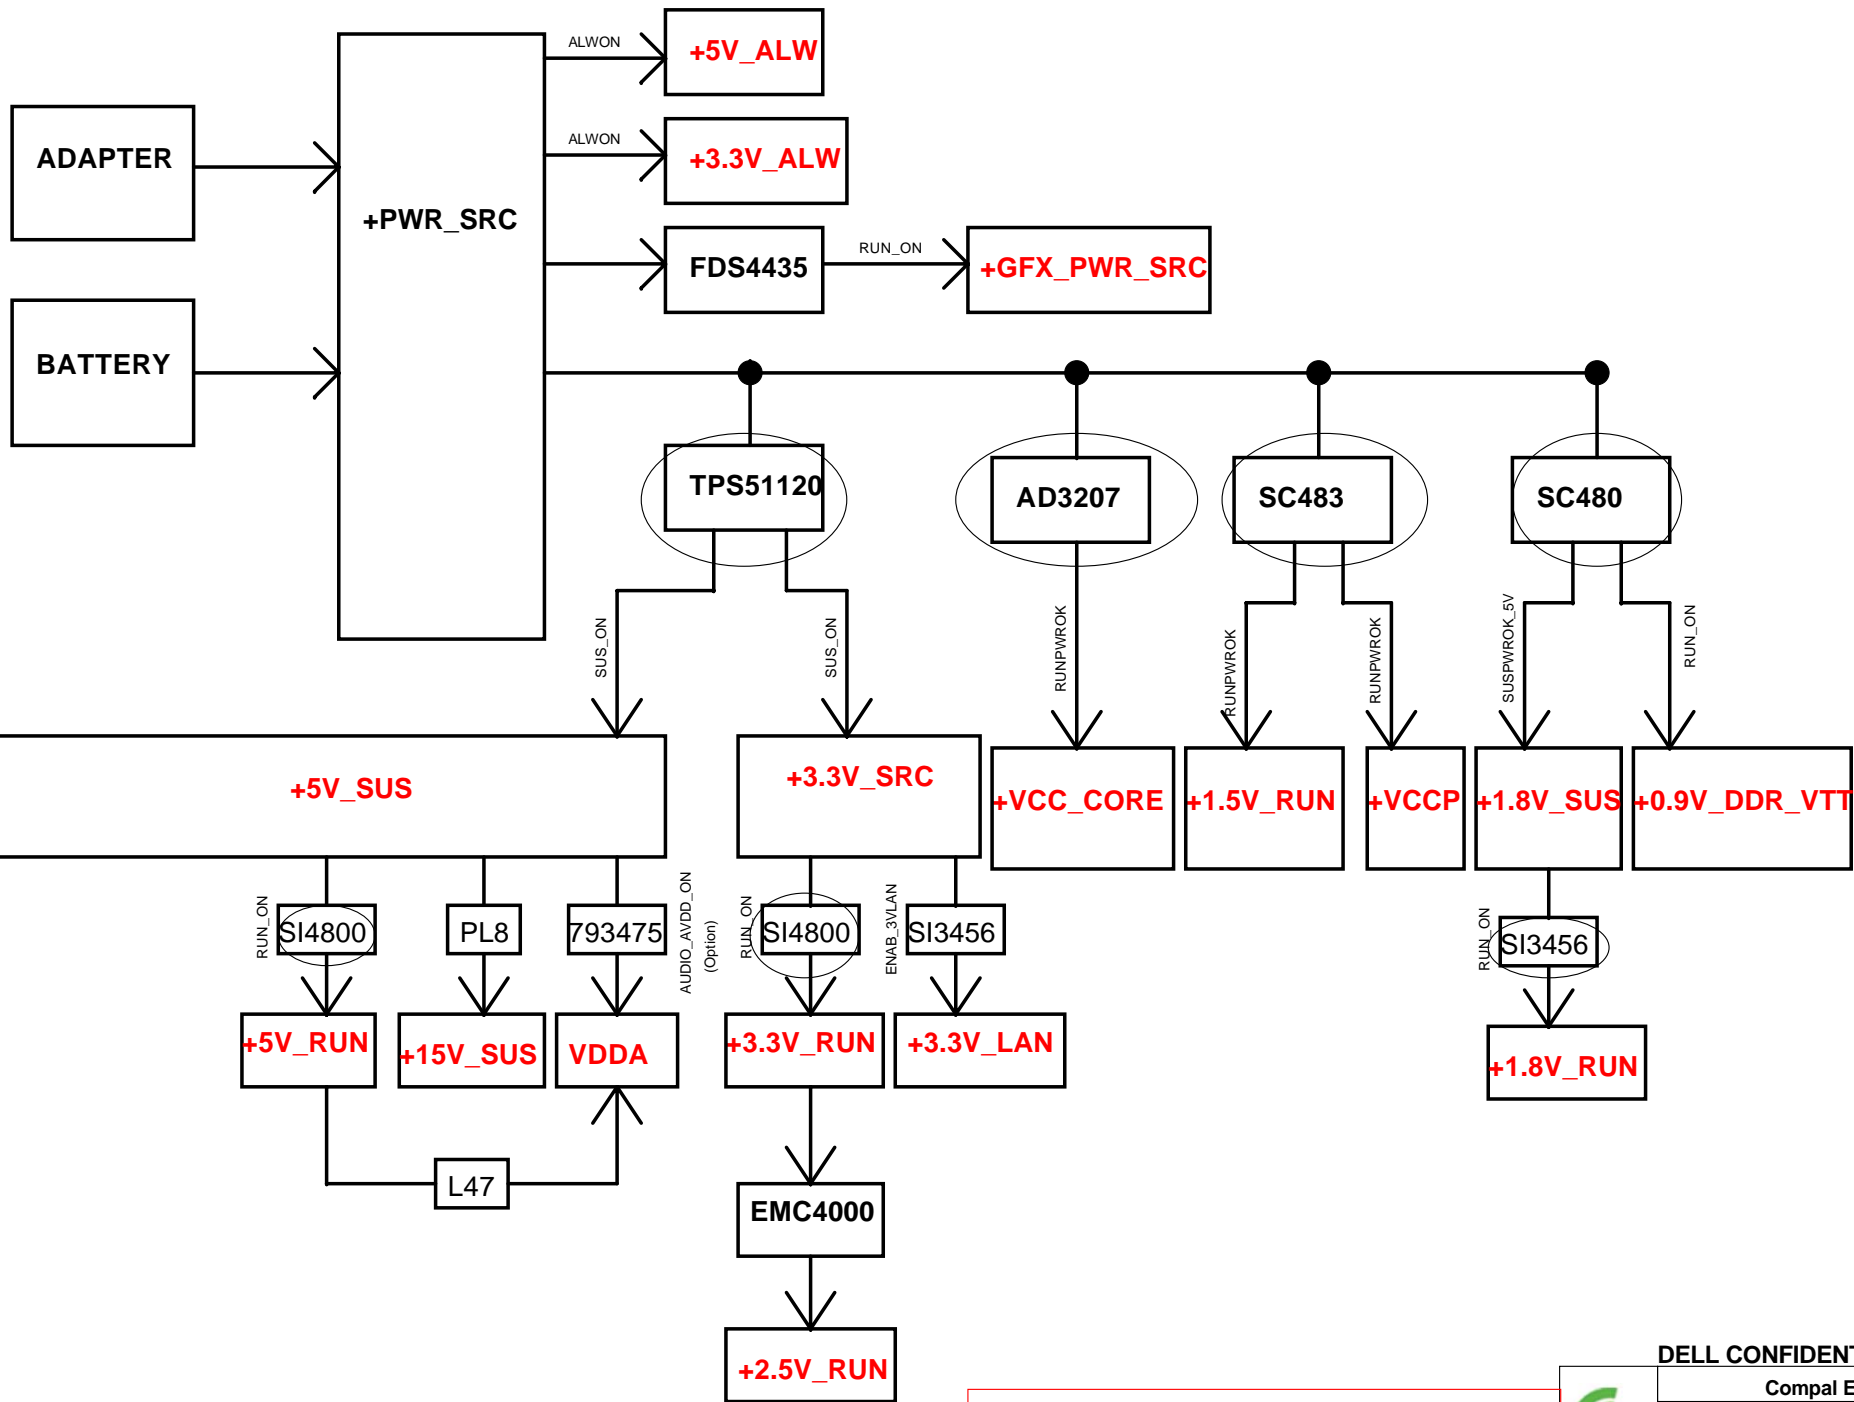 ALWON
+5V_ALW
ALWON
+3.3V_ALW
ADAPTER
+PWR_SRC
FDS4435
RUN_ON
+GFX_PWR_SRC
BATTERY
TPS51120
AD3207
SC483
SC480
SUS_ON
SUS_ON
RUNPWROK
RUNPWROK
RUNPWROK
SUSPWROK_5V
RUN_ON
+5V_SUS
+3.3V_SRC
+VCC_CORE
+1.5V_RUN
+VCCP
+1.8V_SUS
+0.9V_DDR_VTT
RUN_ON
SI4800
PL8
793475
AUDIO_AVDD_ON
(Option)
RUN_ON
SI4800
ENAB_3VLAN
SI3456
RUN_ON
SI3456
+5V_RUN
+15V_SUS
VDDA
+3.3V_RUN
+3.3V_LAN
+1.8V_RUN
L47
EMC4000
+2.5V_RUN
DELL CONFIDENT
Compal E